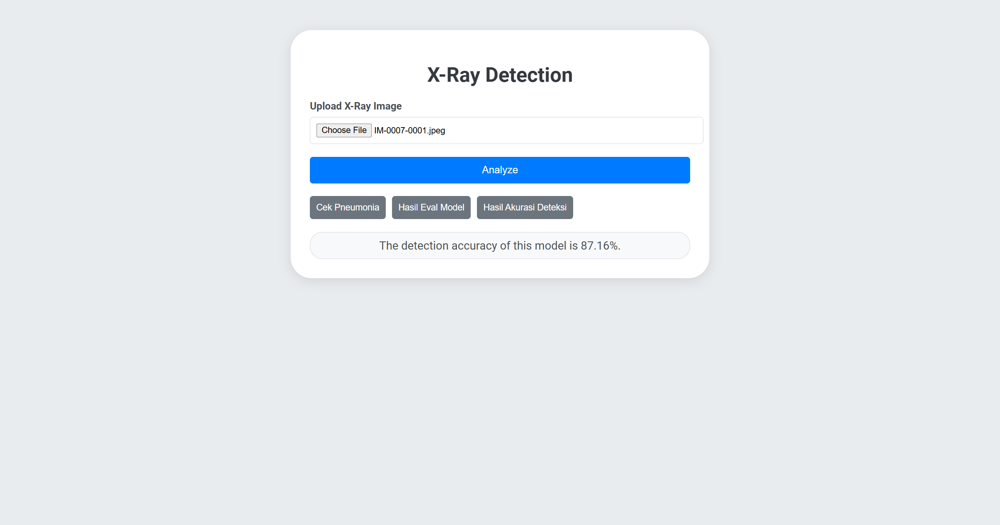 X-Ray Detection
Upload X-Ray Image
Choose File IM-0007-0001.jpeg
Analyze
Cek Pneumonia Hasil Eval Model Hasil Akurasi Deteksi
The detection accuracy of this model is 87.16%.